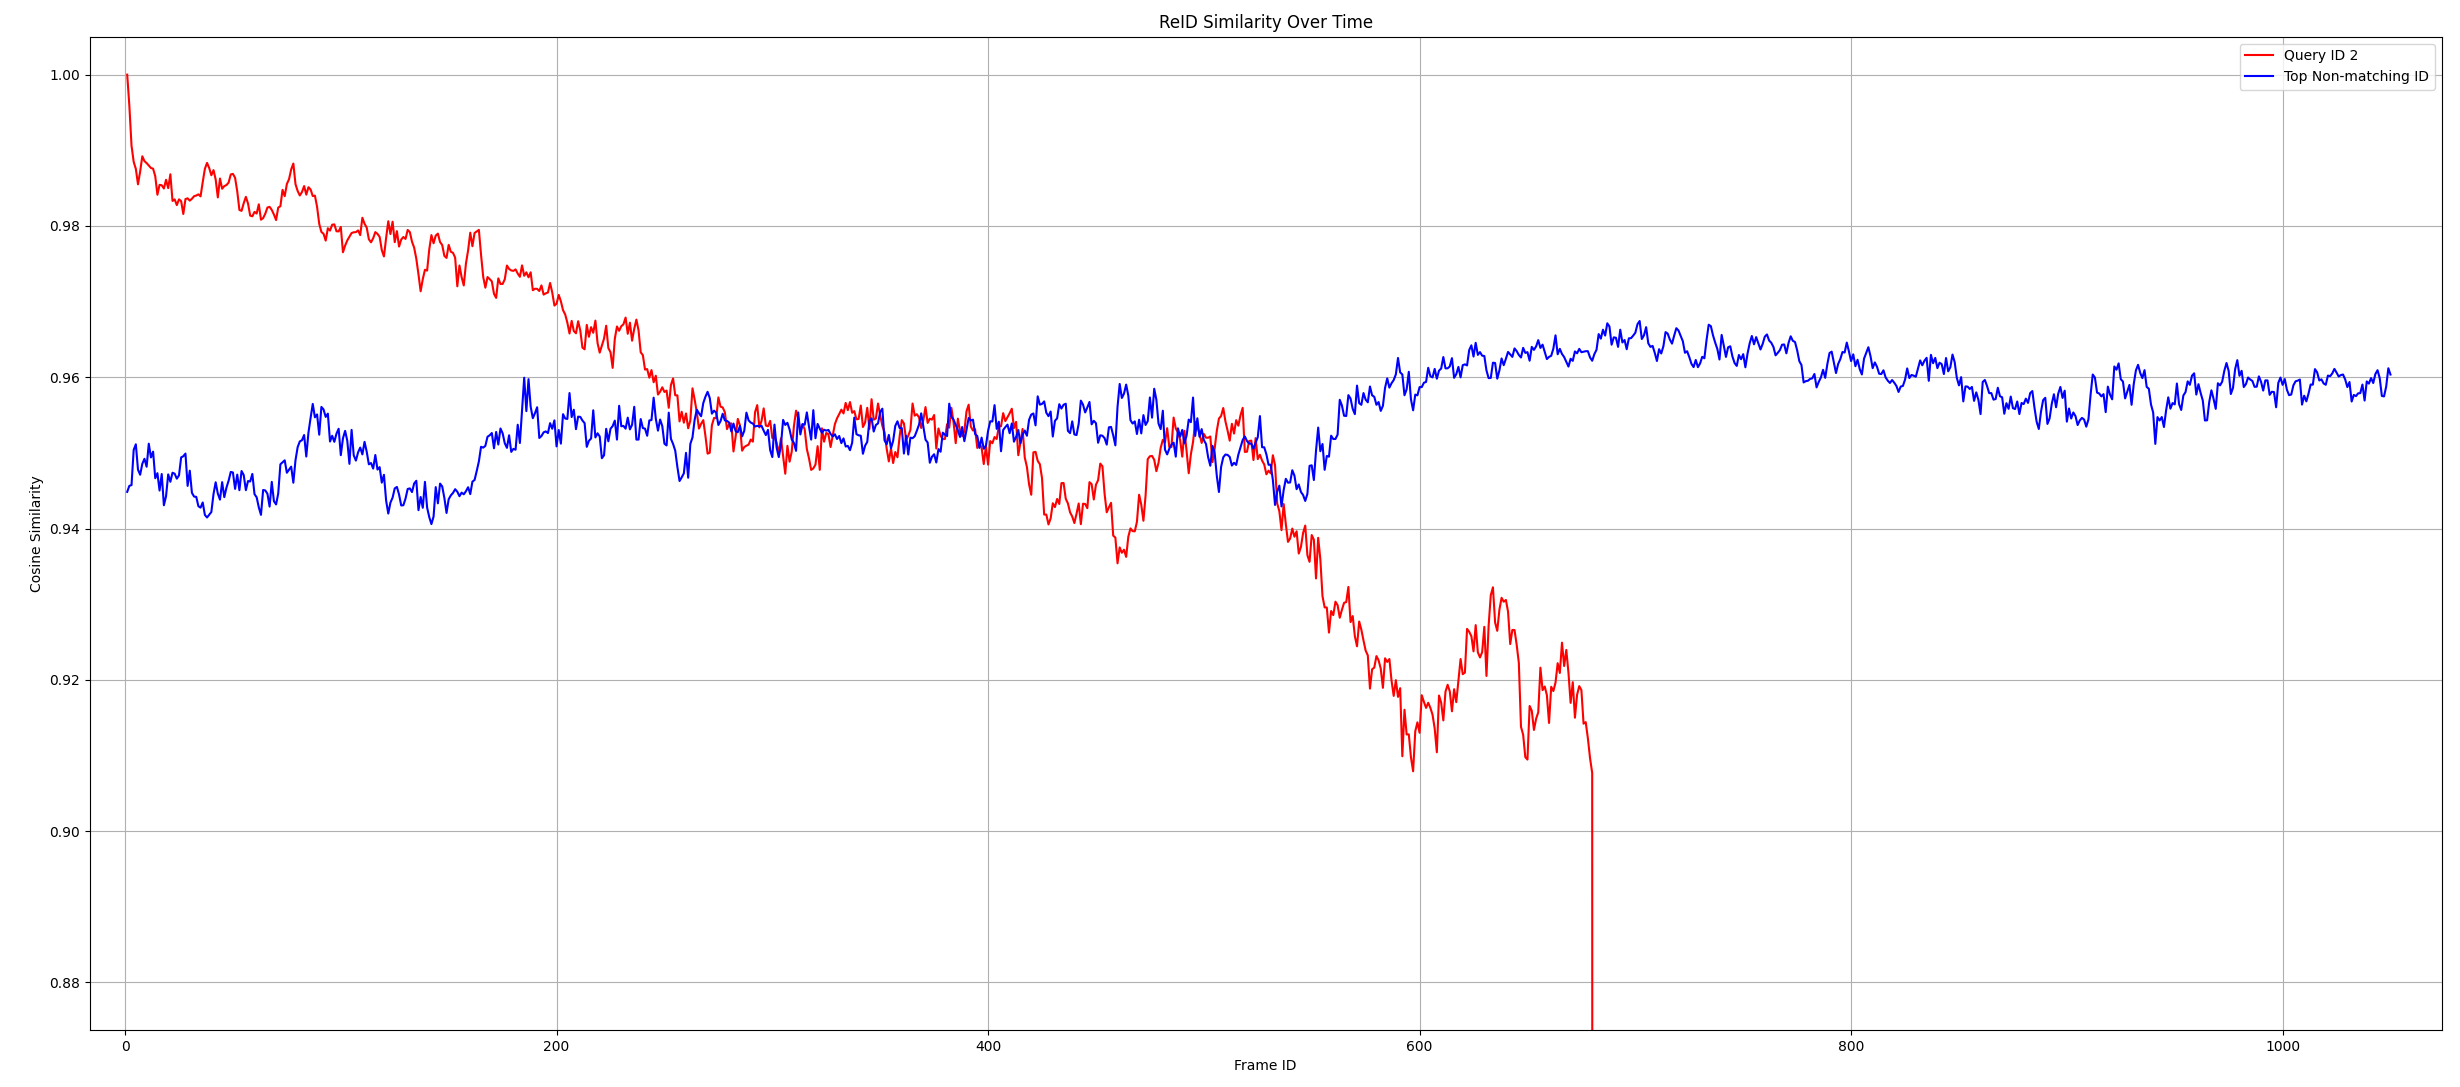 ReID Similarity Over Time
Query ID 2
Top Non-matching ID
Cosine Similarity
1.00
0.98
0.96
0.94
0.92
0.90
0.88
0 200 400 600 800 1000
Frame ID